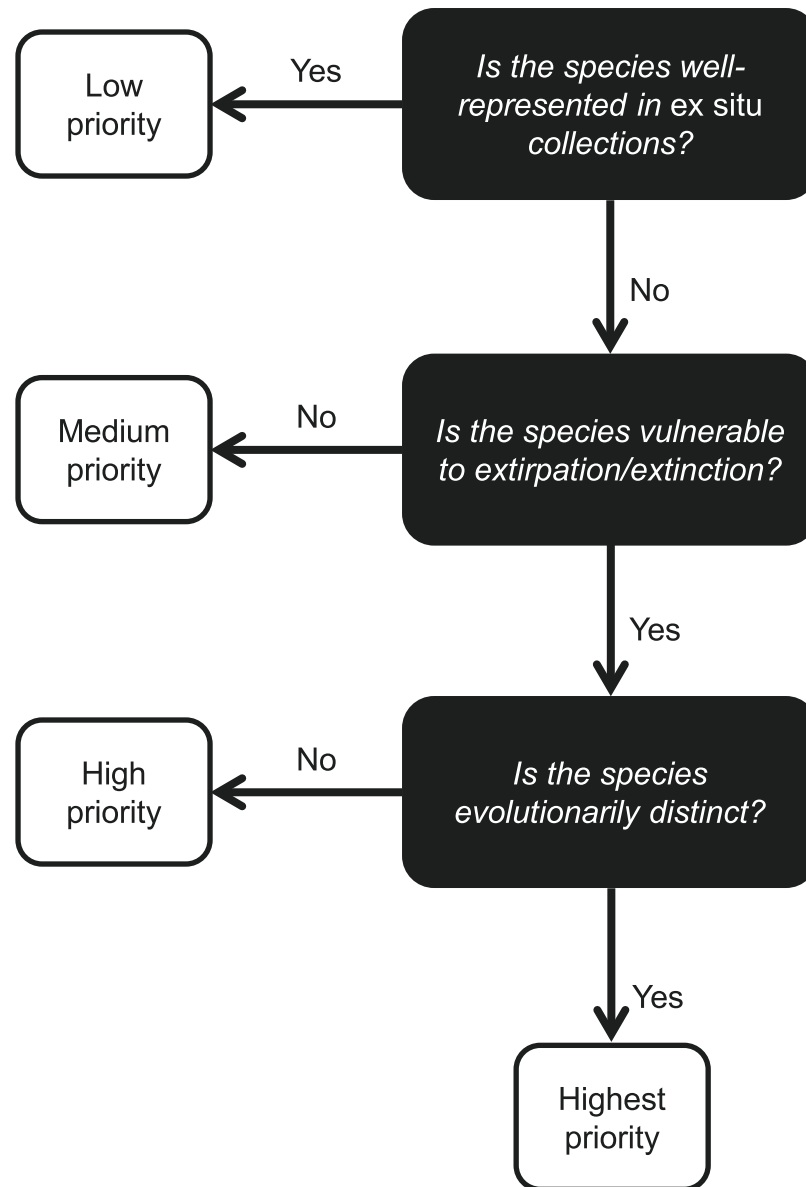 Is the species well-
represented in ex situ
collections?
Yes
Low
priority
No
Is the species vulnerable
to extirpation/extinction?
No
Medium
priority
Yes
Is the species
evolutionarily distinct?
No
High
priority
Yes
Highest
priority